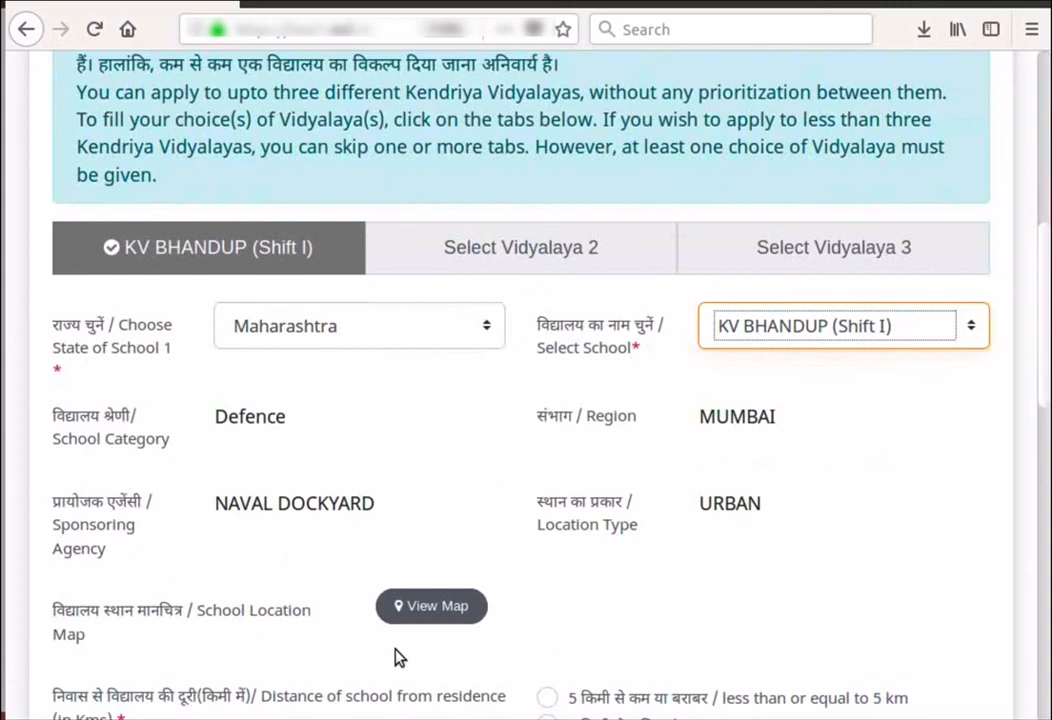 Search
हैं। हालांकि, कम से कम एक विद्यालय का विकल्प दिया जाना अनिवार्य है।
You can apply to upto three different Kendriya Vidyalayas, without any prioritization between them.
To fill your choice(s) of Vidyalaya(s), click on the tabs below. If you wish to apply to less than three
Kendriya Vidyalayas, you can skip one or more tabs. However, at least one choice of Vidyalaya must
be given.
KV BHANDUP (Shift I)
Select Vidyalaya 2
Select Vidyalaya 3
राज्य चुनें / Choose
State of School 1
*
Maharashtra
विद्यालय का नाम चुनें /
Select School*
KV BHANDUP (Shift I)
विद्यालय श्रेणी/
School Category
Defence
संभाग / Region
MUMBAI
प्रायोजक एजेंसी /
Sponsoring
Agency
NAVAL DOCKYARD
स्थान का प्रकार /
Location Type
URBAN
विद्यालय स्थान मानचित्र / School Location
Map
View Map
निवास से विद्यालय की दूरी(किमी में)/ Distance of school from residence
(in Kms) *
5 किमी से कम या बराबर / less than or equal to 5 km